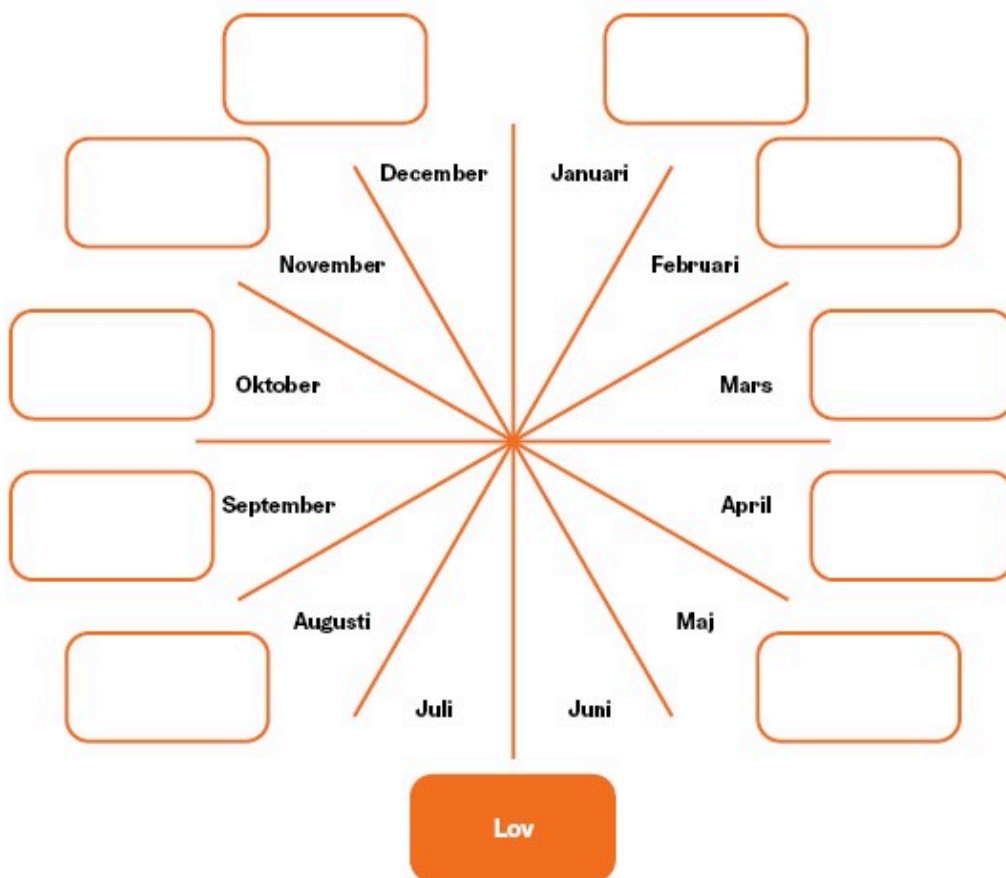 December
Januari
November
Februari
Oktober
Mars
September
April
Augusti
Maj
Juli
Juni
Lov